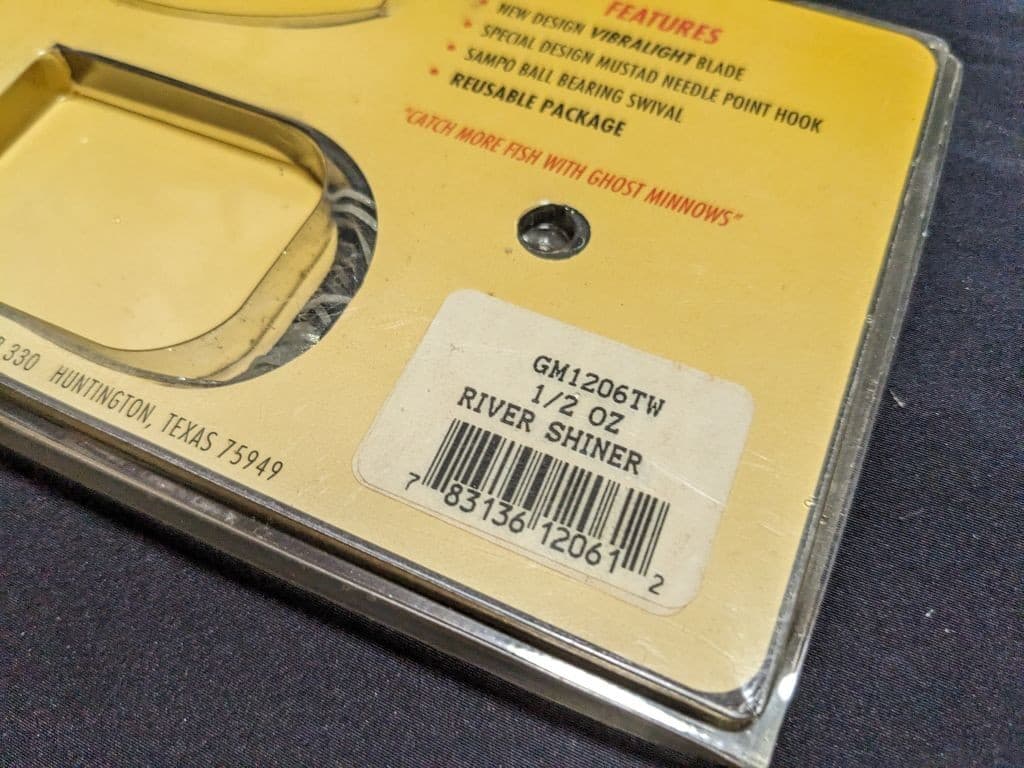 FEATURES
• NEW DESIGN VIBRALIGHT BLADE
• SPECIAL DESIGN MUSTAD NEEDLE POINT HOOK
• SAMPO BALL BEARING SWIVAL
• REUSABLE PACKAGE
"CATCH MORE FISH WITH GHOST MINNOWS"
330 HUNTINGTON, TEXAS 75949
GM1206TW
1/2 OZ
RIVER SHINER
7 83136 12061 2